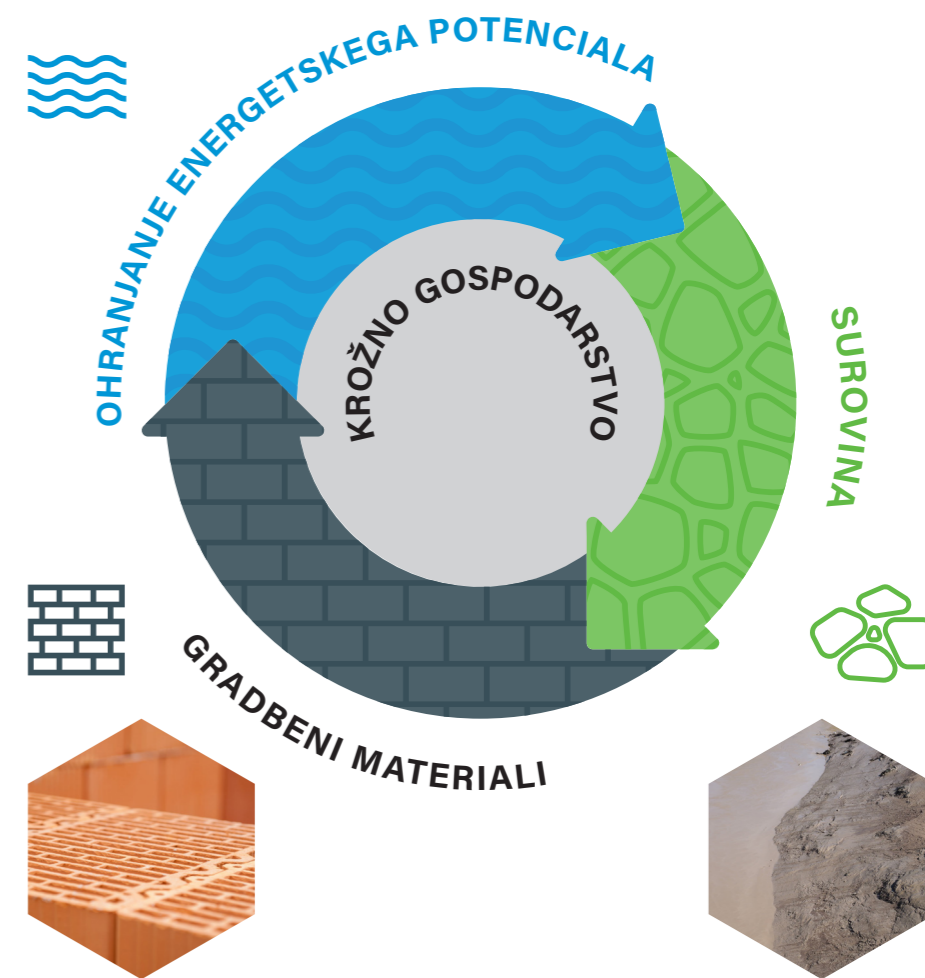 OHRANJANJE ENERGETSKEGA POTENCIALA
KROŽNO GOSPODARSTVO
SUROVINA
GRADBENI MATERIALI